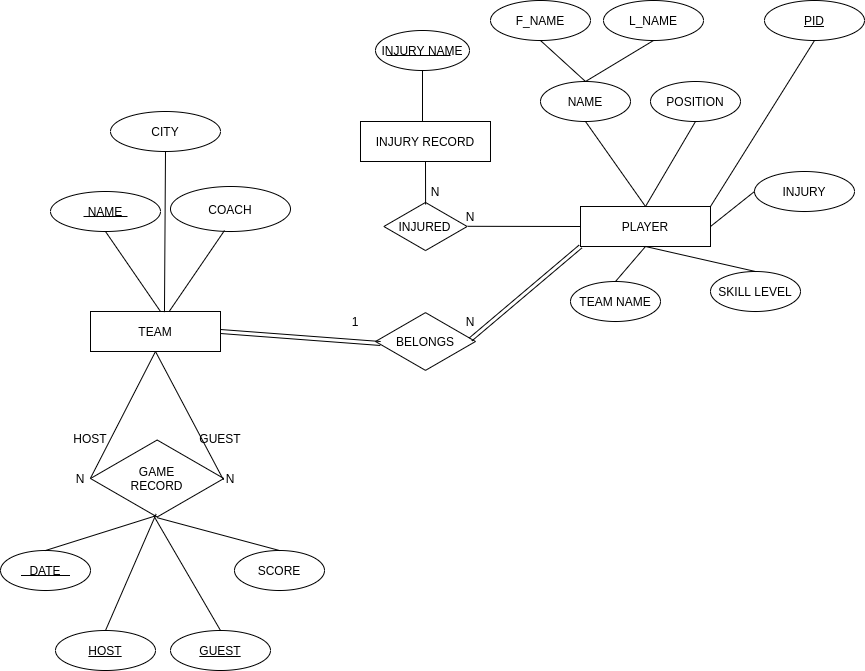 F_NAME
L_NAME
PID
INJURY NAME
NAME
POSITION
CITY
INJURY RECORD
INJURY
N
NAME
COACH
INJURED
N
PLAYER
TEAM NAME
SKILL LEVEL
TEAM
1
N
BELONGS
HOST
GUEST
N
GAME
RECORD
N
DATE
SCORE
HOST
GUEST